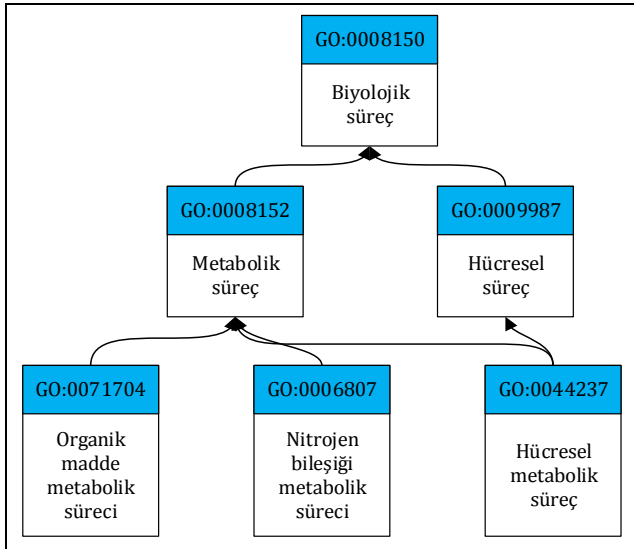 GO:0008150
Biyolojik
süreç
GO:0008152
Metabolik
süreç
GO:0009987
Hücresel
süreç
GO:0071704
Organik
madde
metabolik
süreci
GO:0006807
Nitrojen
bileşiği
metabolik
süreci
GO:0044237
Hücresel
metabolik
süreç